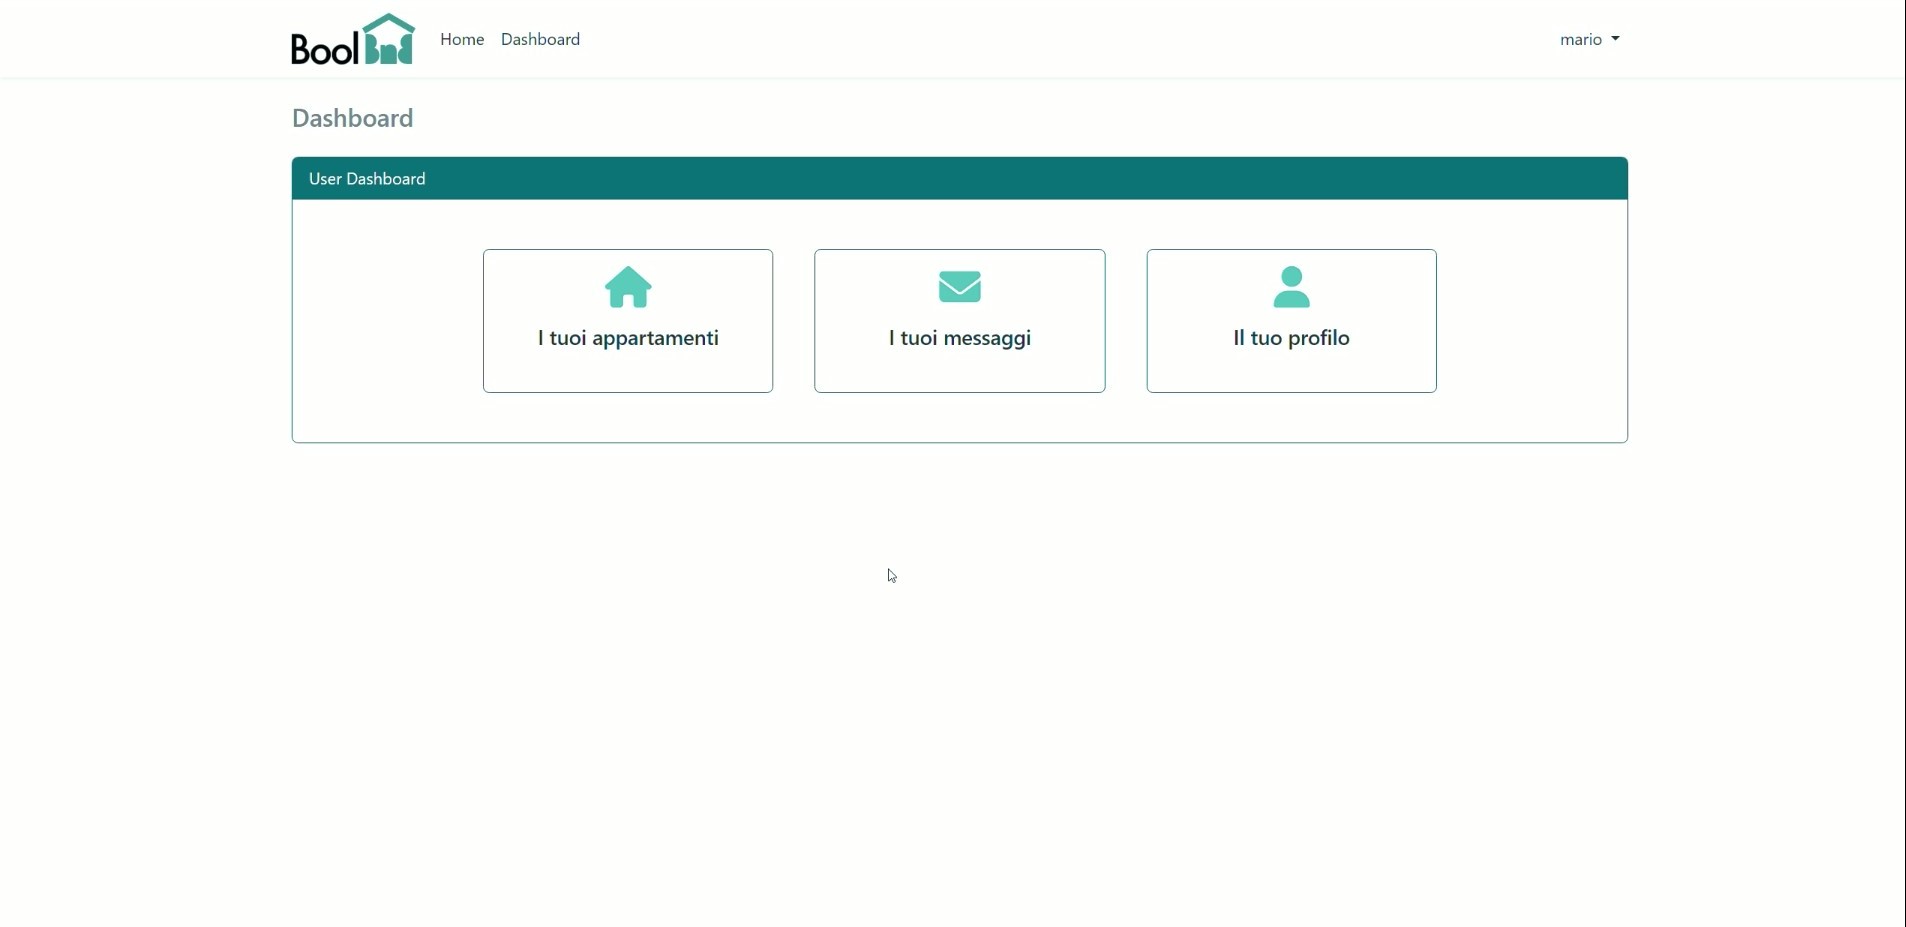 BoolBnB Home Dashboard mario
Dashboard
User Dashboard
I tuoi appartamenti I tuoi messaggi Il tuo profilo